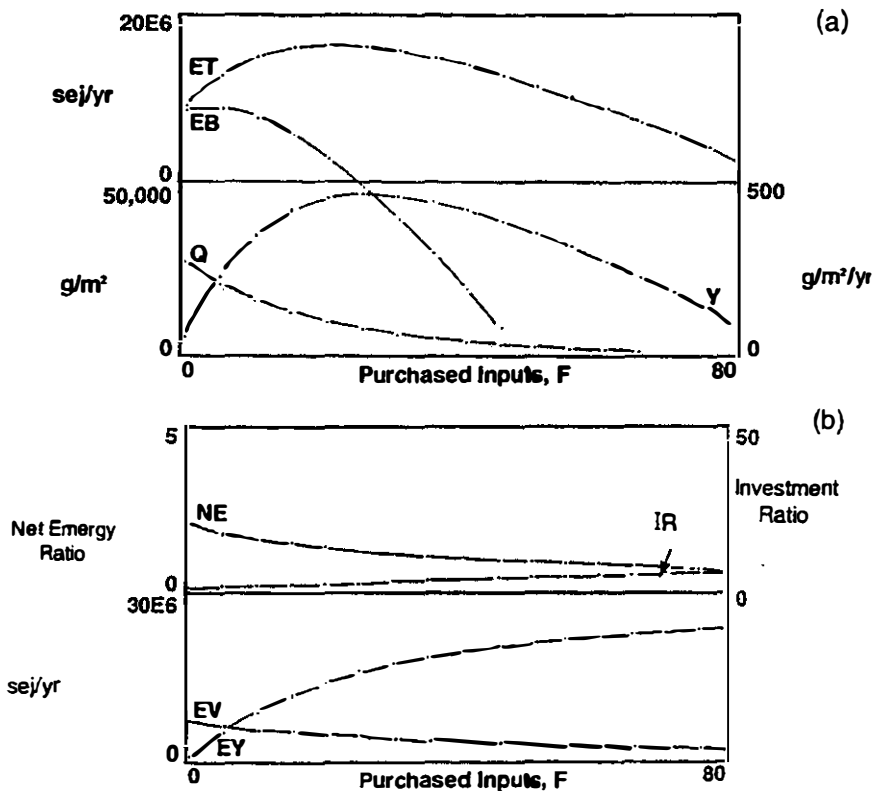 (a)
20E6
ET
sej/yr
EB
0
50,000
500
Q
g/m²
g/m²/yr
Y
0
0
0
Purchased Inputs, F
80
(b)
5
50
NE
IR
Investment
Ratio
Net Emergy
Ratio
0
0
30E6
sej/yr
EV
EY
0
0
Purchased Inputs, F
80